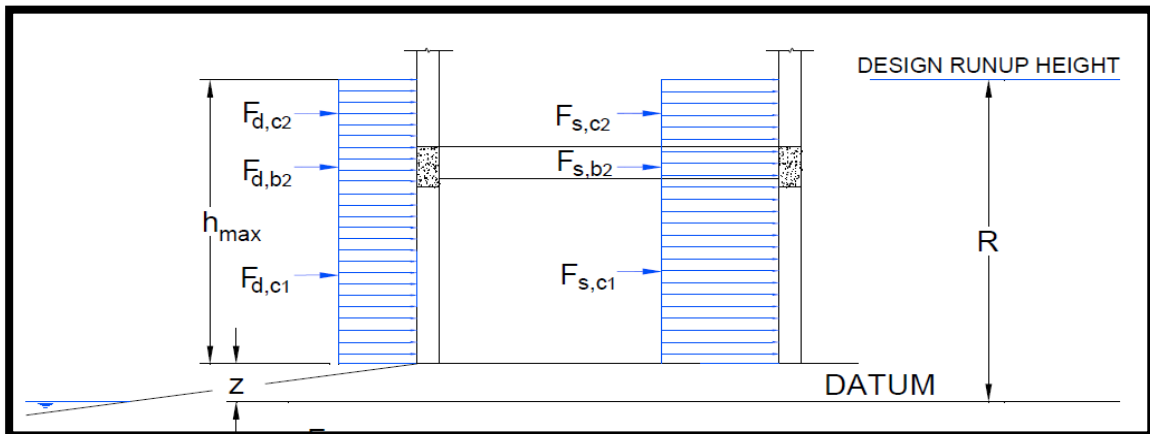 DESIGN RUNUP HEIGHT
Fd,c2
Fs,c2
Fd,b2
Fs,b2
hmax
R
Fd,c1
Fs,c1
z
DATUM